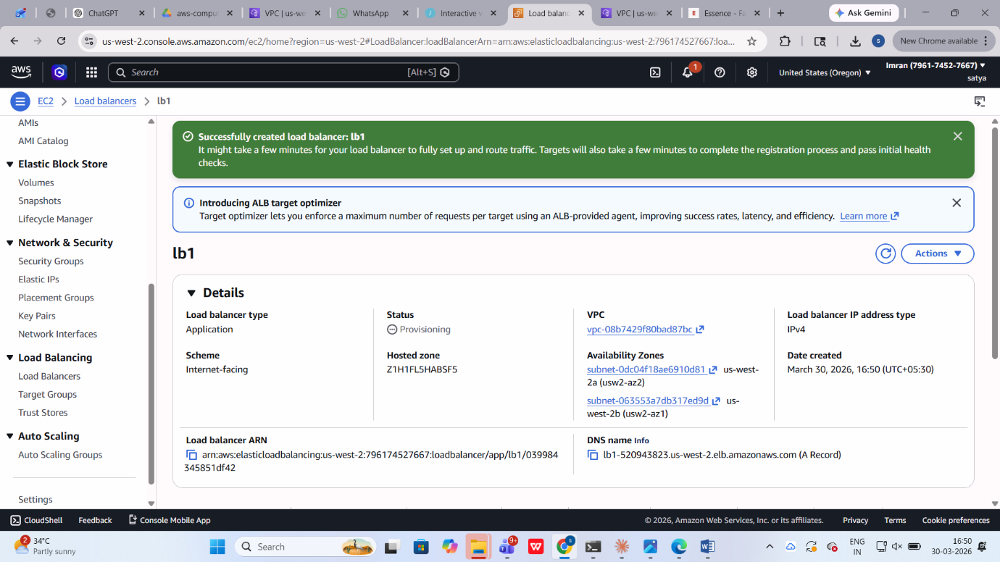 ChatGPT
aws-compu
VPC | us-we
WhatsApp
Interactive v
Load balanc
VPC | us-we
Essence - Fa
Ask Gemini
us-west-2.console.aws.amazon.com/ec2/home?region=us-west-2#LoadBalancer:loadBalancerArn=arn:aws:elasticloadbalancing:us-west-2:796174527667:loa...
S
New Chrome available
aws
Search
[Alt+S]
1
United States (Oregon)
Imran (7961-7452-7667)
satya
EC2
Load balancers
lb1
AMIs
AMI Catalog
Elastic Block Store
Volumes
Snapshots
Lifecycle Manager
Network & Security
Security Groups
Elastic IPs
Placement Groups
Key Pairs
Network Interfaces
Load Balancing
Load Balancers
Target Groups
Trust Stores
Auto Scaling
Auto Scaling Groups
Settings
Successfully created load balancer: lb1
It might take a few minutes for your load balancer to fully set up and route traffic. Targets will also take a few minutes to complete the registration process and pass initial health
checks.
Introducing ALB target optimizer
Target optimizer lets you enforce a maximum number of requests per target using an ALB-provided agent, improving success rates, latency, and efficiency. Learn more
lb1
Actions
Details
Load balancer type
Application
Status
Provisioning
VPC
vpc-08b7429f80bad87bc
Load balancer IP address type
IPv4
Scheme
Internet-facing
Hosted zone
Z1H1FL5HABSF5
Availability Zones
subnet-0dc04f18ae6910d81 us-west-
2a (usw2-az2)
subnet-063553a7db317ed9d us-
west-2b (usw2-az1)
Date created
March 30, 2026, 16:50 (UTC+05:30)
Load balancer ARN
arn:aws:elasticloadbalancing:us-west-2:796174527667:loadbalancer/app/lb1/039984
345851df42
DNS name Info
lb1-520943823.us-west-2.elb.amazonaws.com (A Record)
CloudShell
Feedback
Console Mobile App
© 2026, Amazon Web Services, Inc. or its affiliates.
Privacy
Terms
Cookie preferences
2
34°C
Partly sunny
Search
9+
S
ENG
IN
16:50
30-03-2026